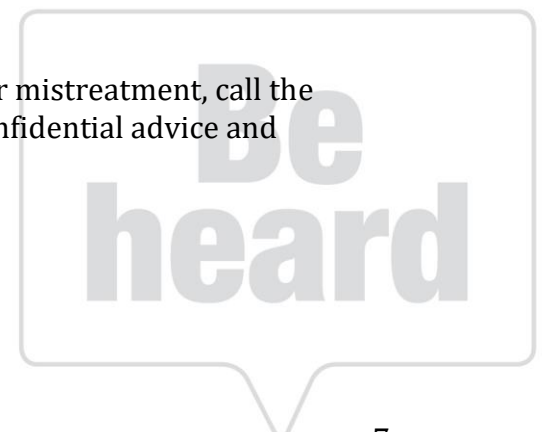 r mistreatment, call the
nfidential advice and
Be
heard
7